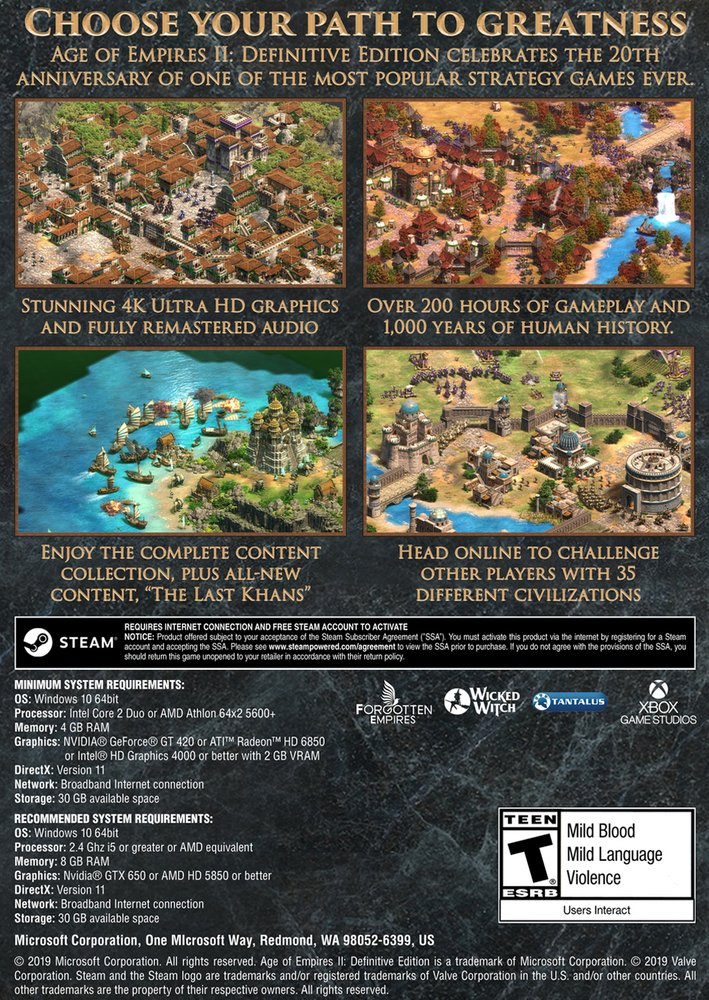 CHOOSE YOUR PATH TO GREATNESS
AGE OF EMPIRES II: DEFINITIVE EDITION CELEBRATES THE 20TH
ANNIVERSARY OF ONE OF THE MOST POPULAR STRATEGY GAMES EVER.
STUNNING 4K ULTRA HD GRAPHICS
AND FULLY REMASTERED AUDIO
OVER 200 HOURS OF GAMEPLAY AND
1,000 YEARS OF HUMAN HISTORY.
ENJOY THE COMPLETE CONTENT
COLLECTION, PLUS ALL-NEW
CONTENT, “THE LAST KHANS”
HEAD ONLINE TO CHALLENGE
OTHER PLAYERS WITH 35
DIFFERENT CIVILIZATIONS
STEAM®
REQUIRES INTERNET CONNECTION AND FREE STEAM ACCOUNT TO ACTIVATE
NOTICE: Product offered subject to your acceptance of the Steam Subscriber Agreement ("SSA"). You must activate this product via the internet by registering for a Steam
account and accepting the SSA. Please see www.steampowered.com/agreement to view the SSA prior to purchase. If you do not agree with the provisions of the SSA, you
should return this game unopened to your retailer in accordance with their return policy.
MINIMUM SYSTEM REQUIREMENTS:
OS: Windows 10 64bit
Processor: Intel Core 2 Duo or AMD Athlon 64x2 5600+
Memory: 4 GB RAM
Graphics: NVIDIA® GeForce® GT 420 or ATI™ Radeon™ HD 6850
or Intel® HD Graphics 4000 or better with 2 GB VRAM
DirectX: Version 11
Network: Broadband Internet connection
Storage: 30 GB available space
FORGOTTEN
EMPIRES
WICKED
WITCH
TANTALUS
XBOX
GAME STUDIOS
RECOMMENDED SYSTEM REQUIREMENTS:
OS: Windows 10 64bit
Processor: 2.4 Ghz i5 or greater or AMD equivalent
Memory: 8 GB RAM
Graphics: Nvidia® GTX 650 or AMD HD 5850 or better
DirectX: Version 11
Network: Broadband Internet connection
Storage: 30 GB available space
TEEN
T
ESRB
Mild Blood
Mild Language
Violence
Users Interact
Microsoft Corporation, One MIcrosoft Way, Redmond, WA 98052-6399, US
© 2019 Microsoft Corporation. All rights reserved. Age of Empires II: Definitive Edition is a trademark of Microsoft Corporation. © 2019 Valve
Corporation. Steam and the Steam logo are trademarks and/or registered trademarks of Valve Corporation in the U.S. and/or other countries. All
other trademarks are the property of their respective owners. All rights reserved.